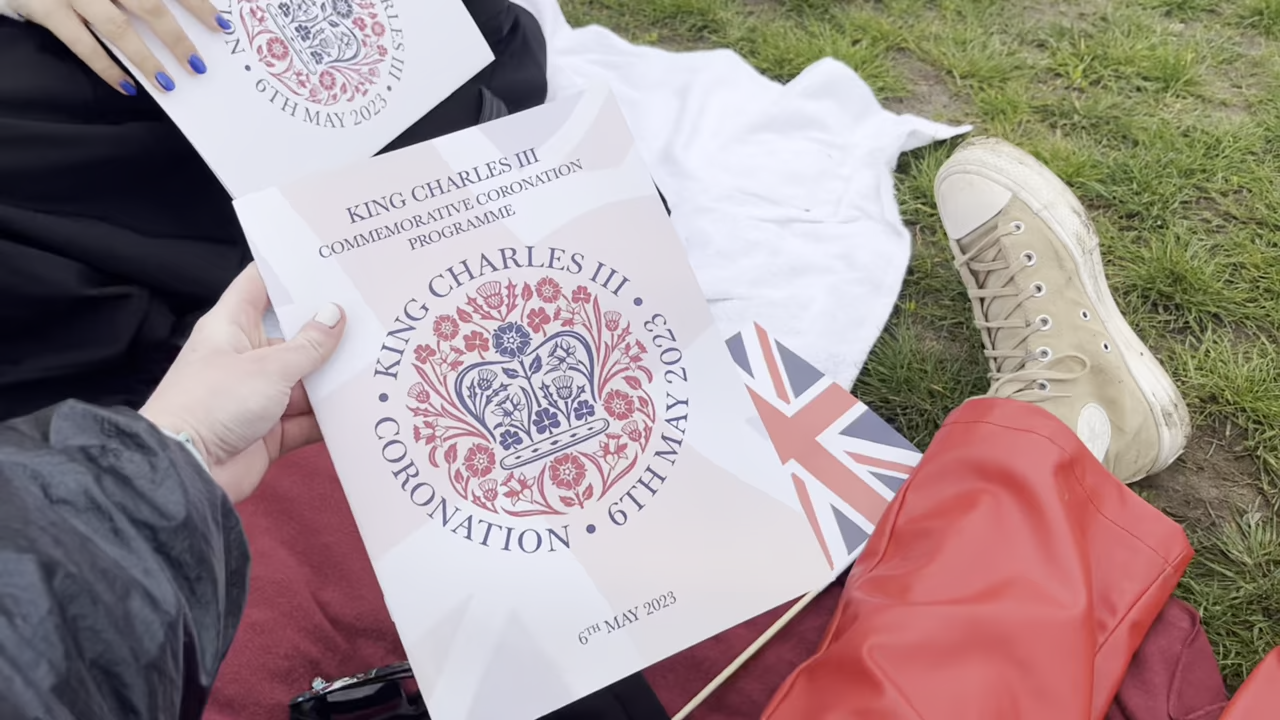 6TH MAY 2023 • III
KING CHARLES III
COMMEMORATIVE CORONATION
PROGRAMME
• KING CHARLES III •
CORONATION • 6TH MAY 2023
6TH MAY 2023